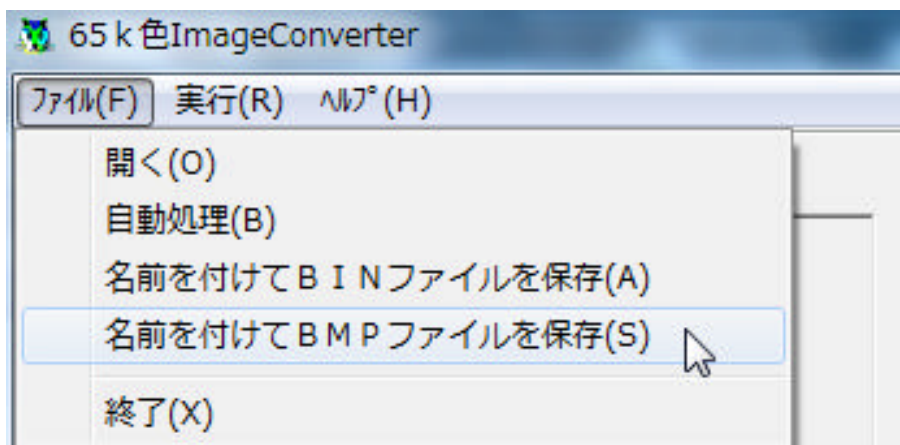 65ｋ色ImageConverter
ﾌｧｲﾙ(F) 実行(R) ﾍﾙﾌﾟ(H)
開く(O)
自動処理(B)
名前を付けてＢＩＮファイルを保存(A)
名前を付けてＢＭＰファイルを保存(S)
終了(X)